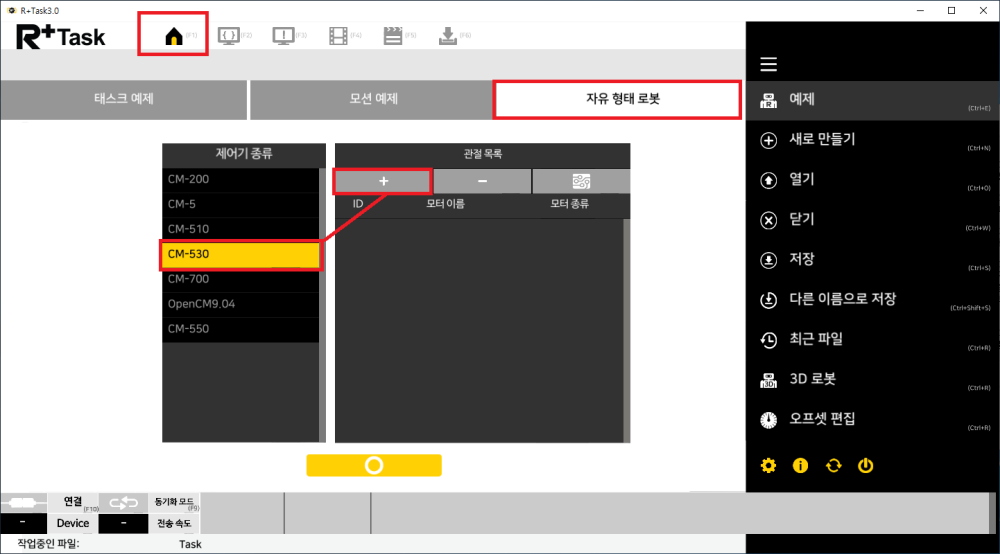 R+Task3.0
R+Task
(F1)
(F2)
(F3)
(F4)
(F5)
(F6)
태스크 예제
모션 예제
자유 형태 로봇
제어기 종류
CM-200
CM-5
CM-510
CM-530
CM-700
OpenCM9.04
CM-550
관절 목록
+ −
ID 모터 이름 모터 종류
예제 (Ctrl+E)
새로 만들기 (Ctrl+N)
열기 (Ctrl+O)
닫기 (Ctrl+W)
저장 (Ctrl+S)
다른 이름으로 저장 (Ctrl+Shift+S)
최근 파일 (Ctrl+R)
3D 로봇 (Ctrl+R)
오프셋 편집 (Ctrl+R)
연결 (F10)
동기화 모드 (F9)
- Device - 전송 속도
작업중인 파일: Task